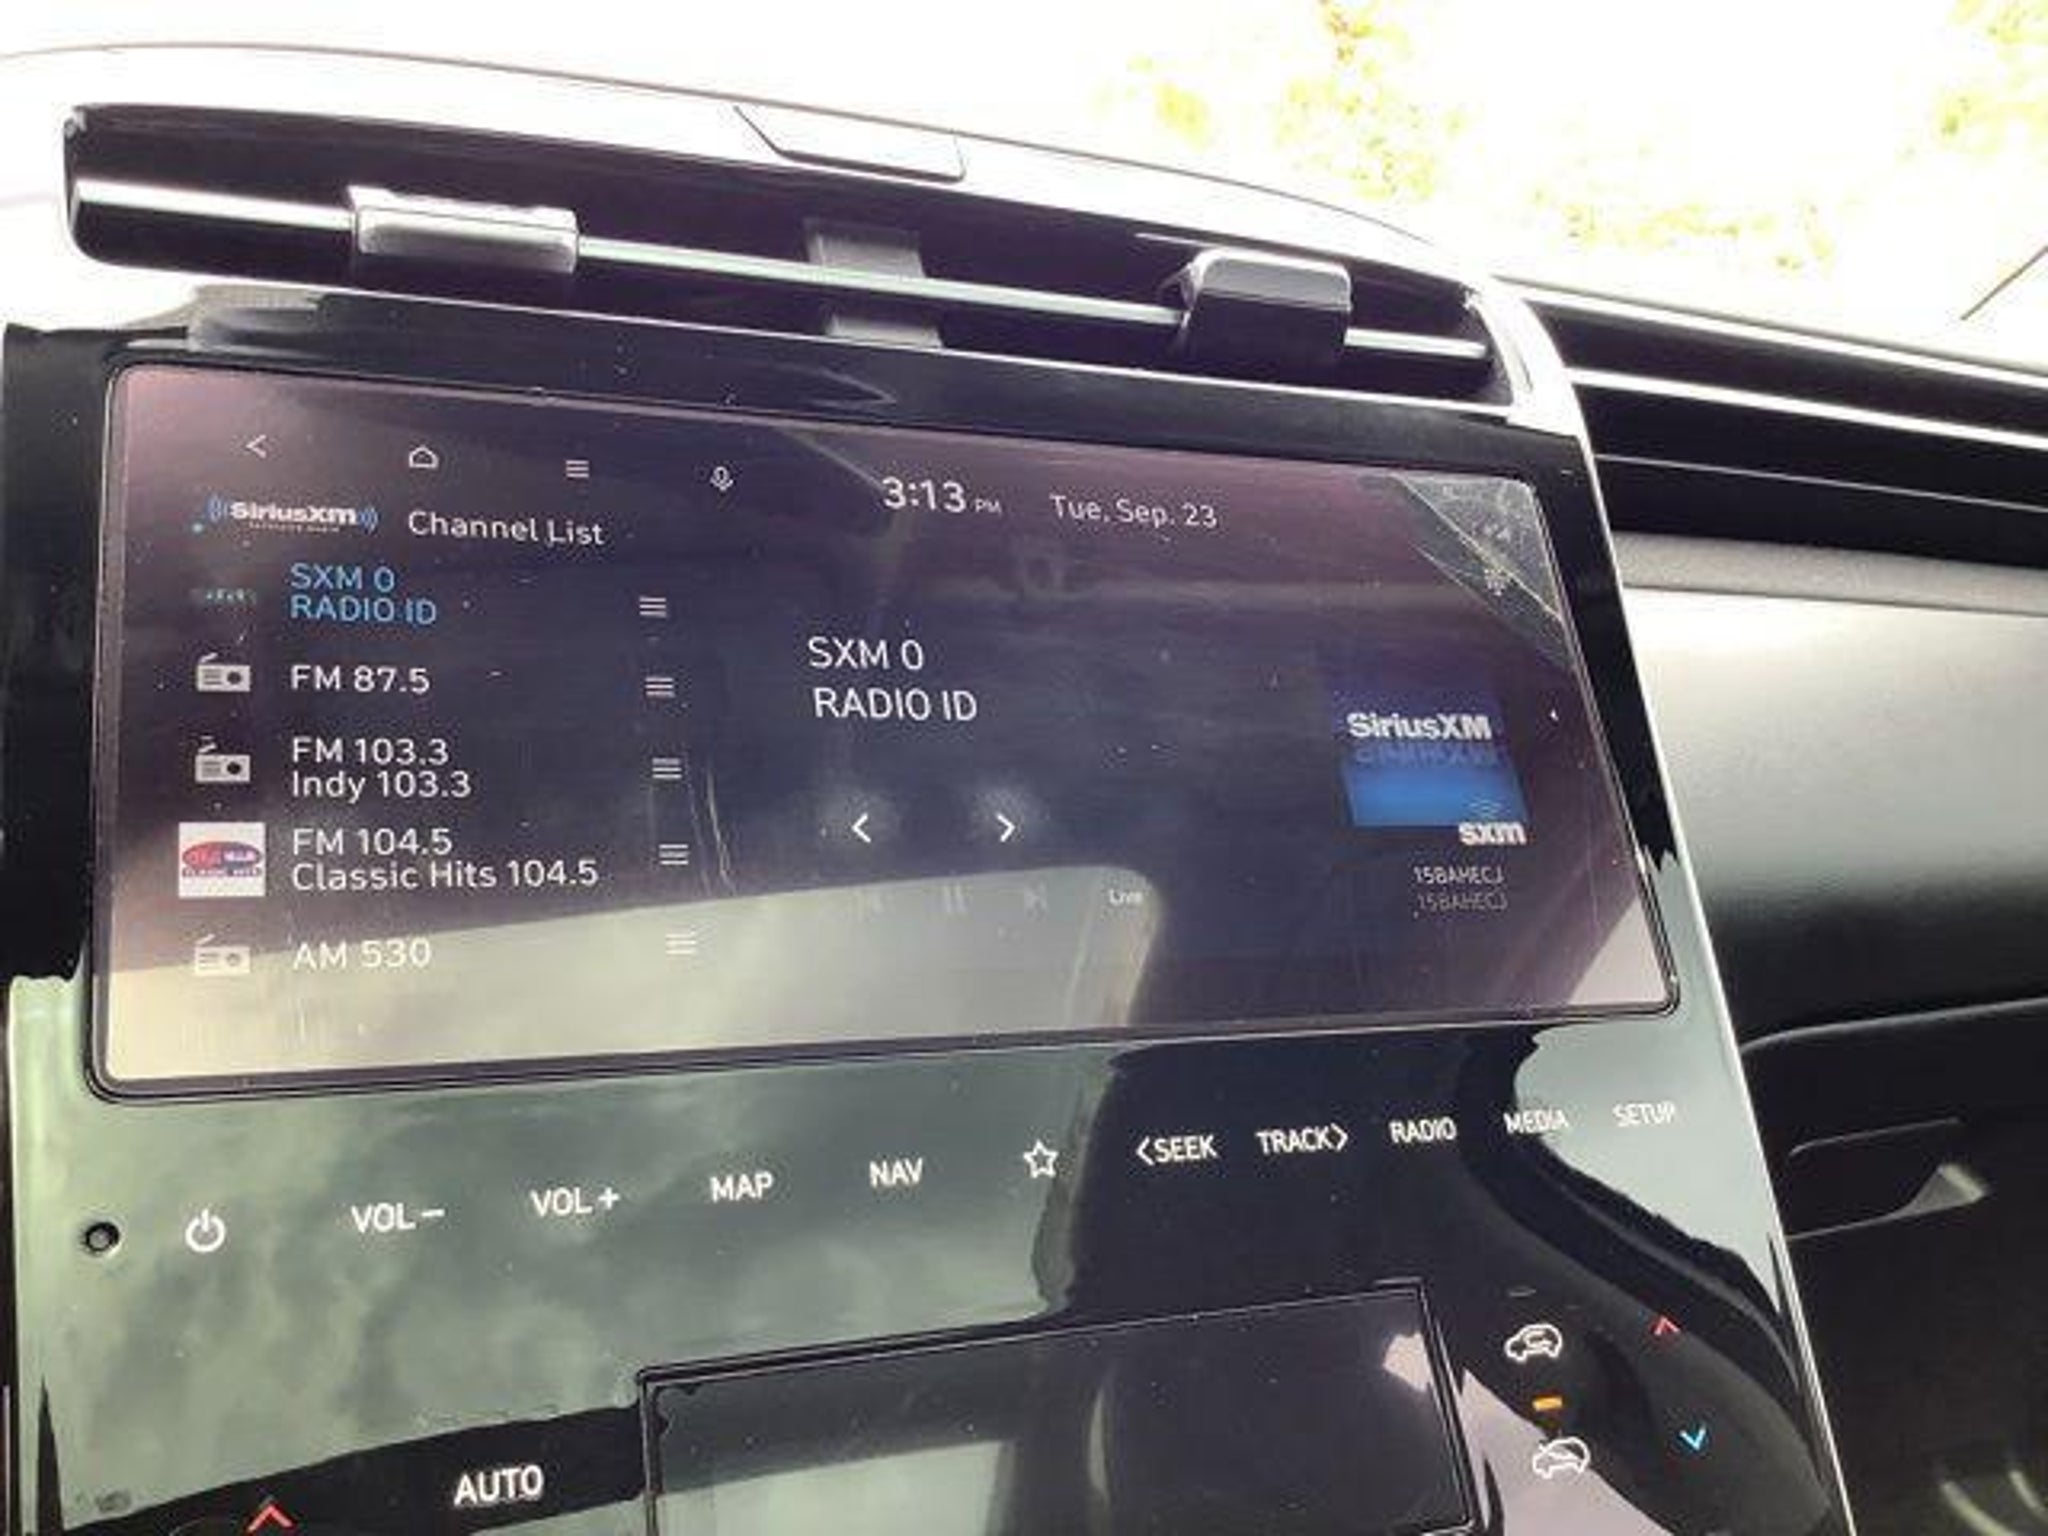 3:13 PM Tue, Sep. 23
SiriusXM Channel List
SXM 0
RADIO ID
FM 87.5
FM 103.3
Indy 103.3
FM 104.5
Classic Hits 104.5
AM 530
SXM 0
RADIO ID
Live
SiriusXM
sxm
VOL –
VOL +
MAP
NAV
<SEEK
TRACK>
RADIO
MEDIA
SETUP
AUTO